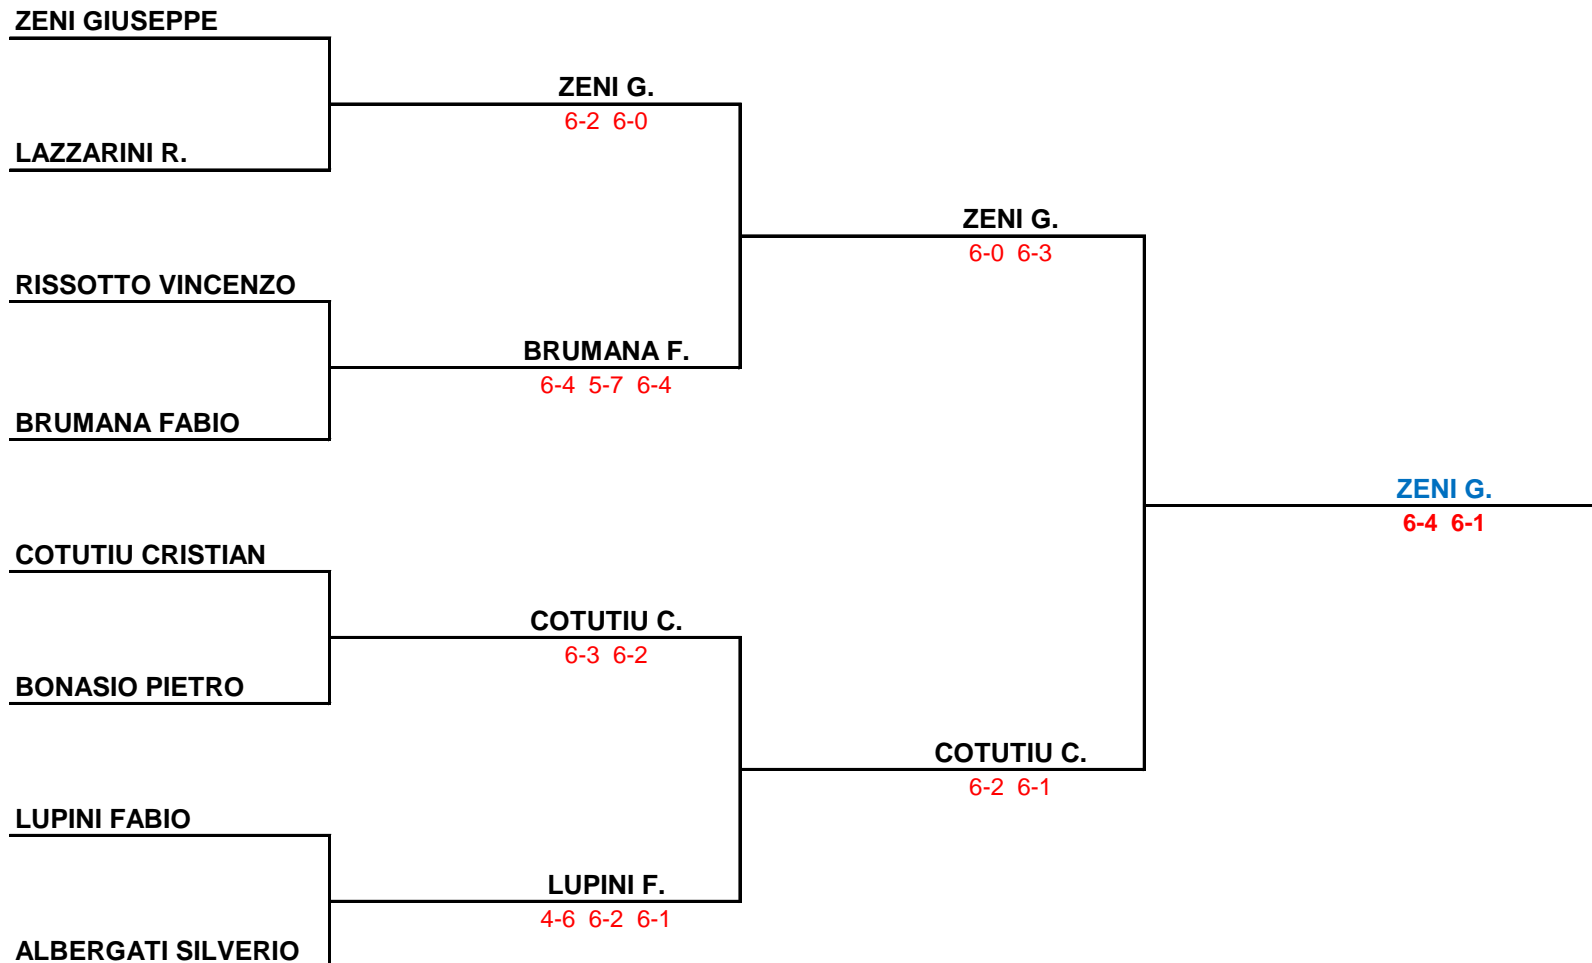 ZENI GIUSEPPE
ZENI G.
6-2 6-0
LAZZARINI R.
ZENI G.
6-0 6-3
RISSOTTO VINCENZO
BRUMANA F.
6-4 5-7 6-4
BRUMANA FABIO
ZENI G.
6-4 6-1
COTUTIU CRISTIAN
COTUTIU C.
6-3 6-2
BONASIO PIETRO
COTUTIU C.
6-2 6-1
LUPINI FABIO
LUPINI F.
4-6 6-2 6-1
ALBERGATI SILVERIO